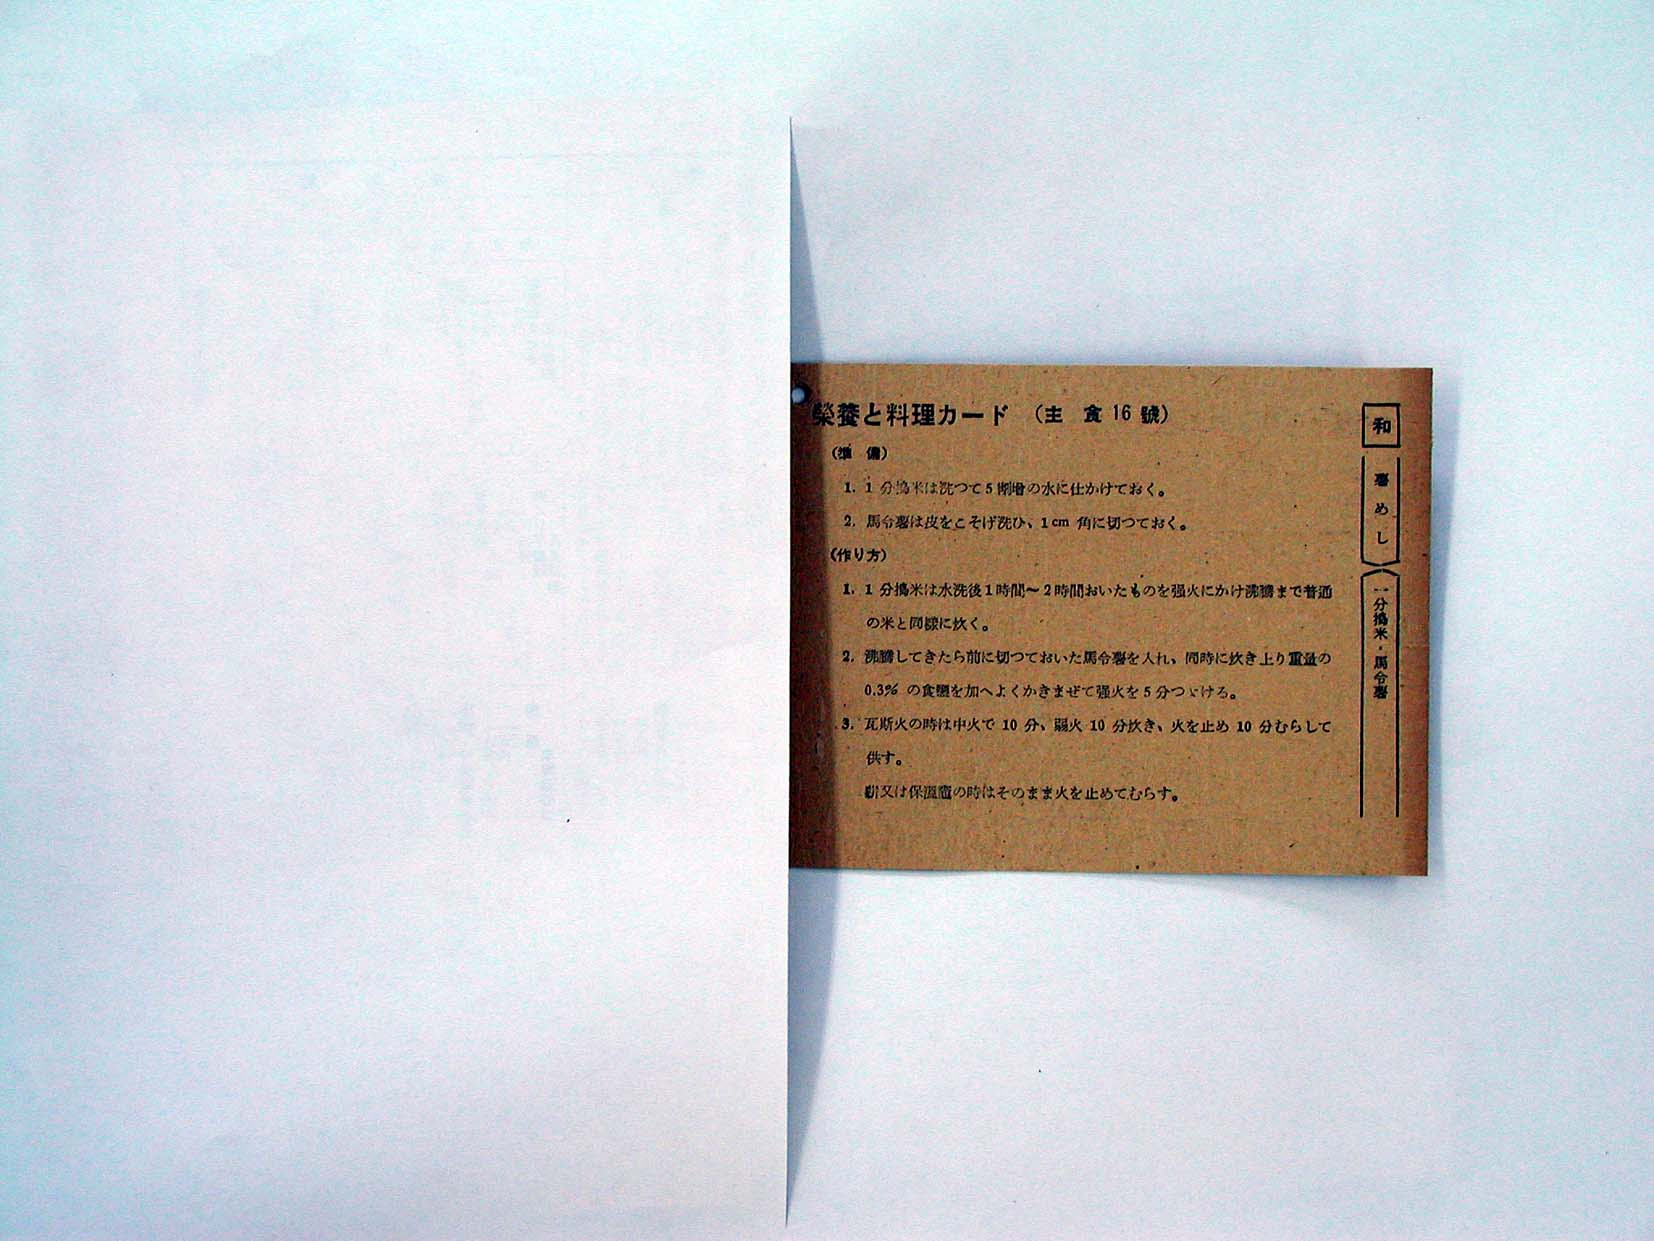 榮養と料理カード （主 食 16 號）
（準 備）
1. 1 分搗米は洗つて 5 割增の水に仕かけておく。
2. 馬令薯は皮をこそげ洗ひ、1cm 角に切つておく。
（作り方）
1. 1 分搗米は水洗後 1 時間〜 2 時間おいたものを强火にかけ沸騰まで普通
の米と同樣に炊く。
2. 沸騰してきたら前に切つておいた馬令薯を入れ、同時に炊き上り重量の
0.3% の食鹽を加へよくかきまぜて强火を 5 分つゞける。
3. 瓦斯火の時は中火で 10 分、弱火 10 分炊き、火を止め 10 分むらして
供す。
薪又は保溫竈の時はそのまま火を止めてむらす。
和
薯めし
一分搗米・馬令薯